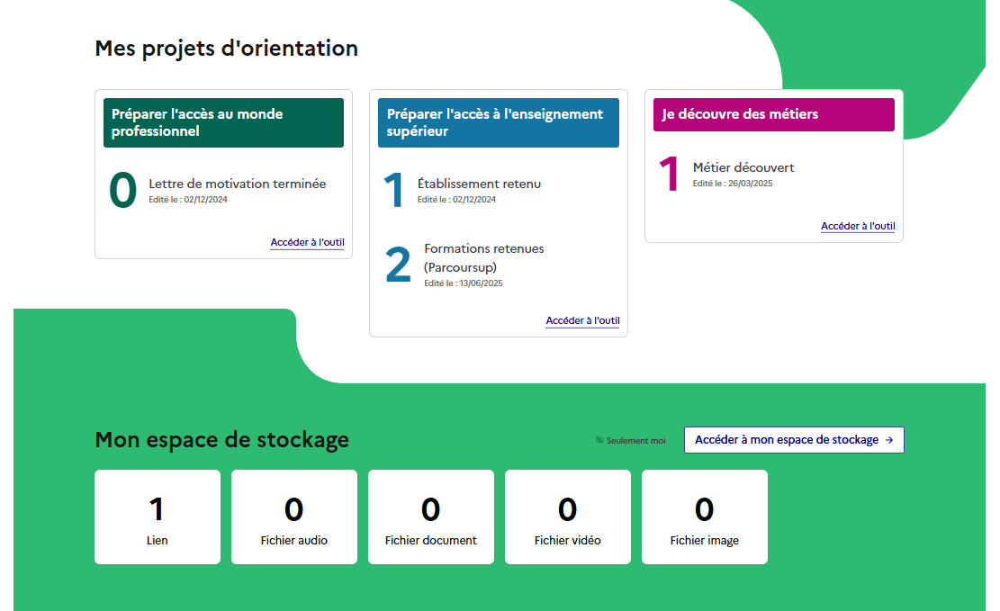 Mes projets d'orientation
Préparer l'accès au monde
professionnel
0
Lettre de motivation terminée
Edité le : 02/12/2024
Accéder à l'outil
Préparer l'accès à l'enseignement
supérieur
1
Établissement retenu
Edité le : 02/12/2024
2
Formations retenues
(Parcoursup)
Edité le : 13/06/2025
Accéder à l'outil
Je découvre des métiers
1
Métier découvert
Edité le : 26/03/2025
Accéder à l'outil
Mon espace de stockage
Seulement moi
Accéder à mon espace de stockage →
1
Lien
0
Fichier audio
0
Fichier document
0
Fichier vidéo
0
Fichier image